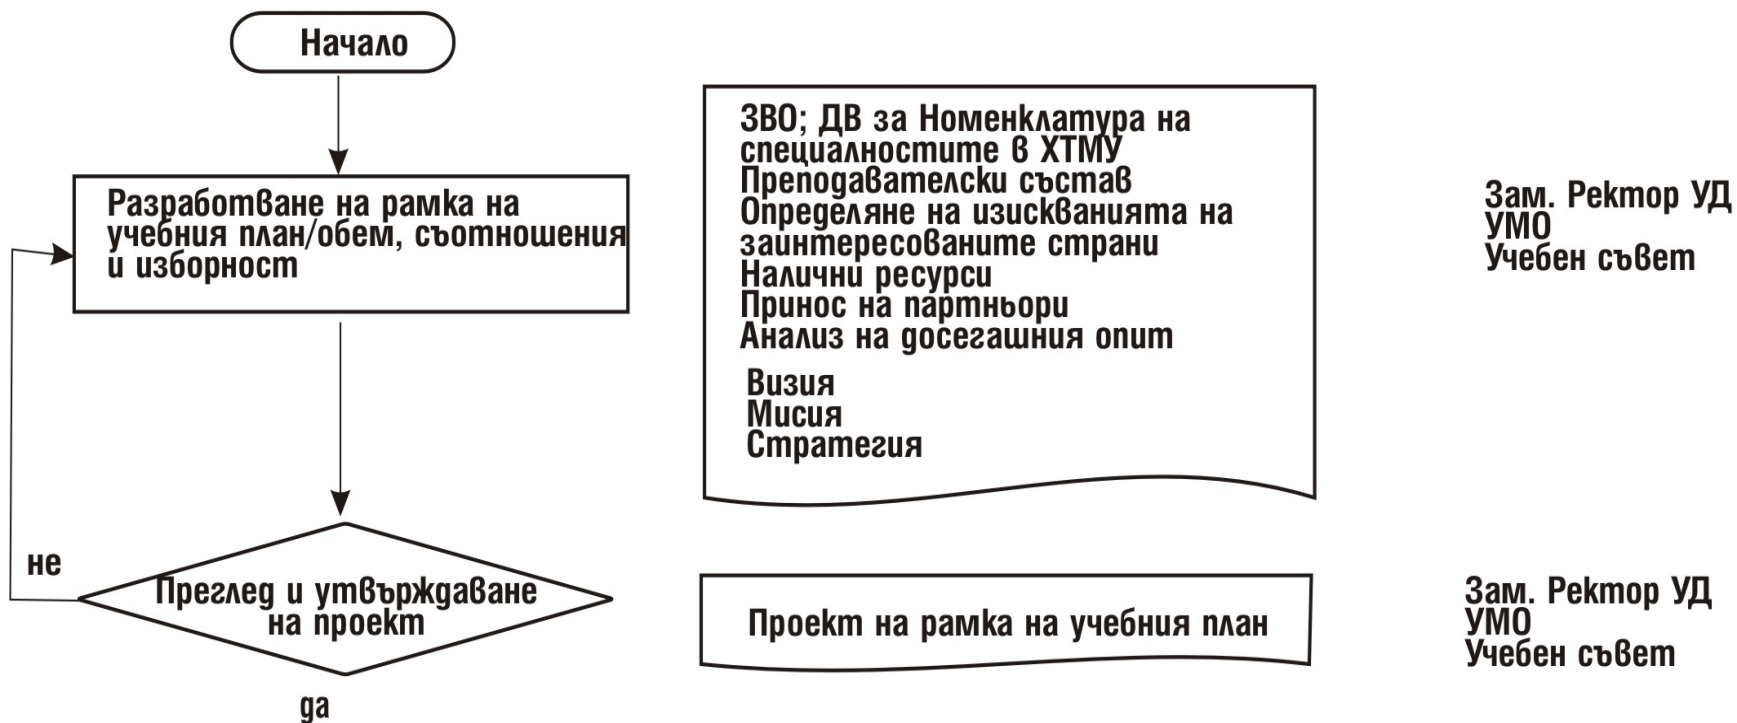 Начало
Разработване на рамка на
учебния план/обем, съотношения
и изборност
ЗВО; ДВ за Номенклатура на
специалностите в ХТМУ
Преподавателски състав
Определяне на изискванията на
заинтересованите страни
Налични ресурси
Принос на партньори
Анализ на досегашния опит
Визия
Мисия
Стратегия
Зам. Ректор УД
УМО
Учебен съвет
не
Преглед и утвърждаване
на проект
да
Проект на рамка на учебния план
Зам. Ректор УД
УМО
Учебен съвет